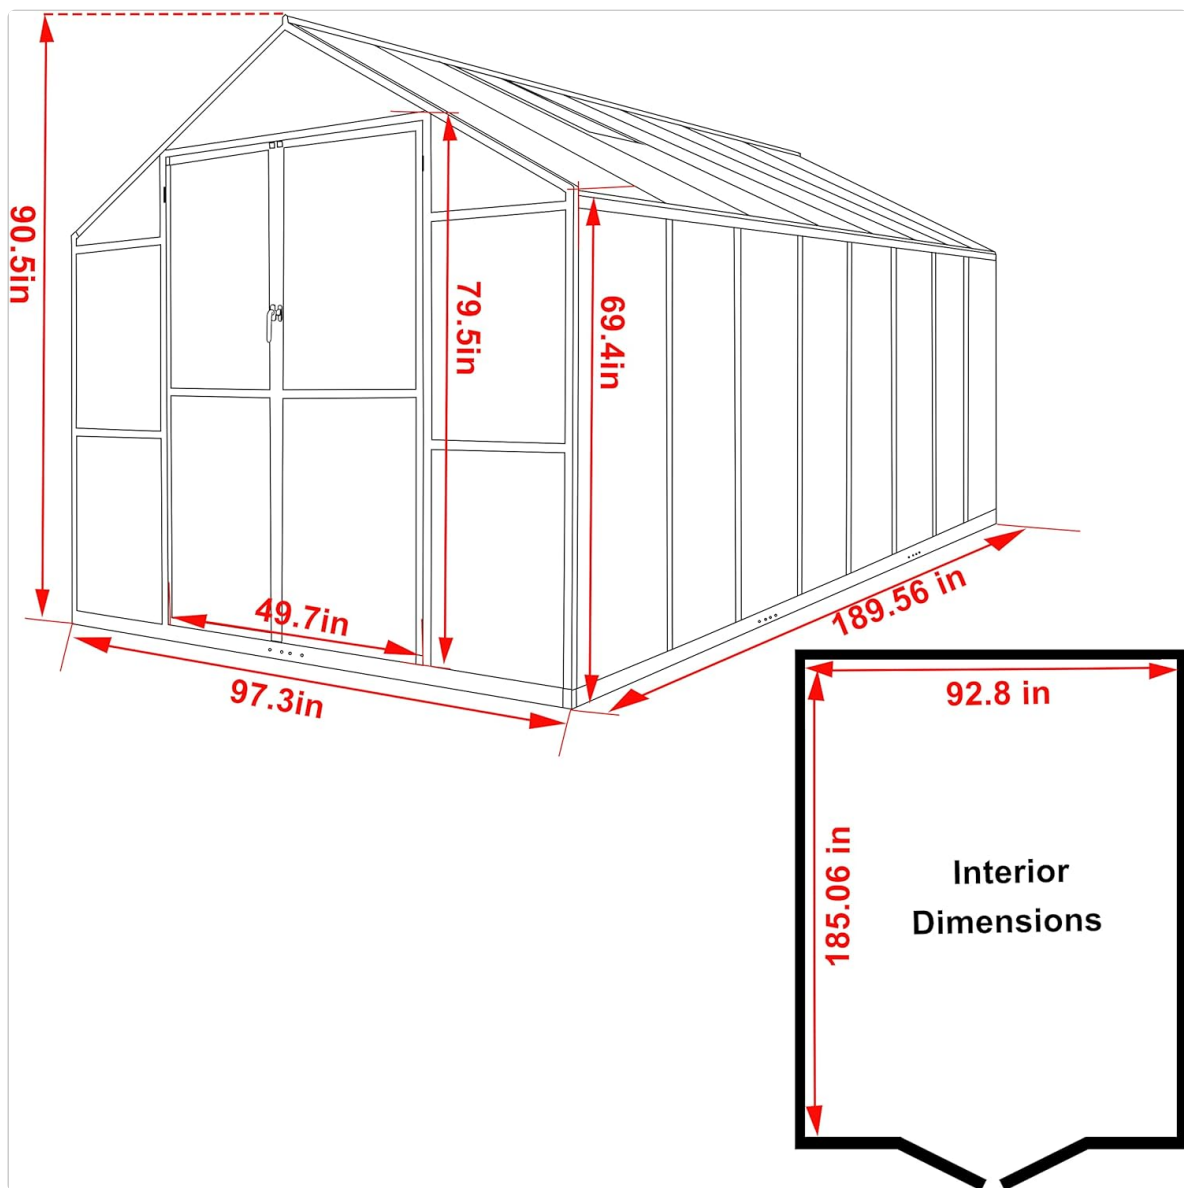 90.5in
79.5in
69.4in
49.7in
97.3in
189.56 in
92.8 in
185.06 in
Interior
Dimensions